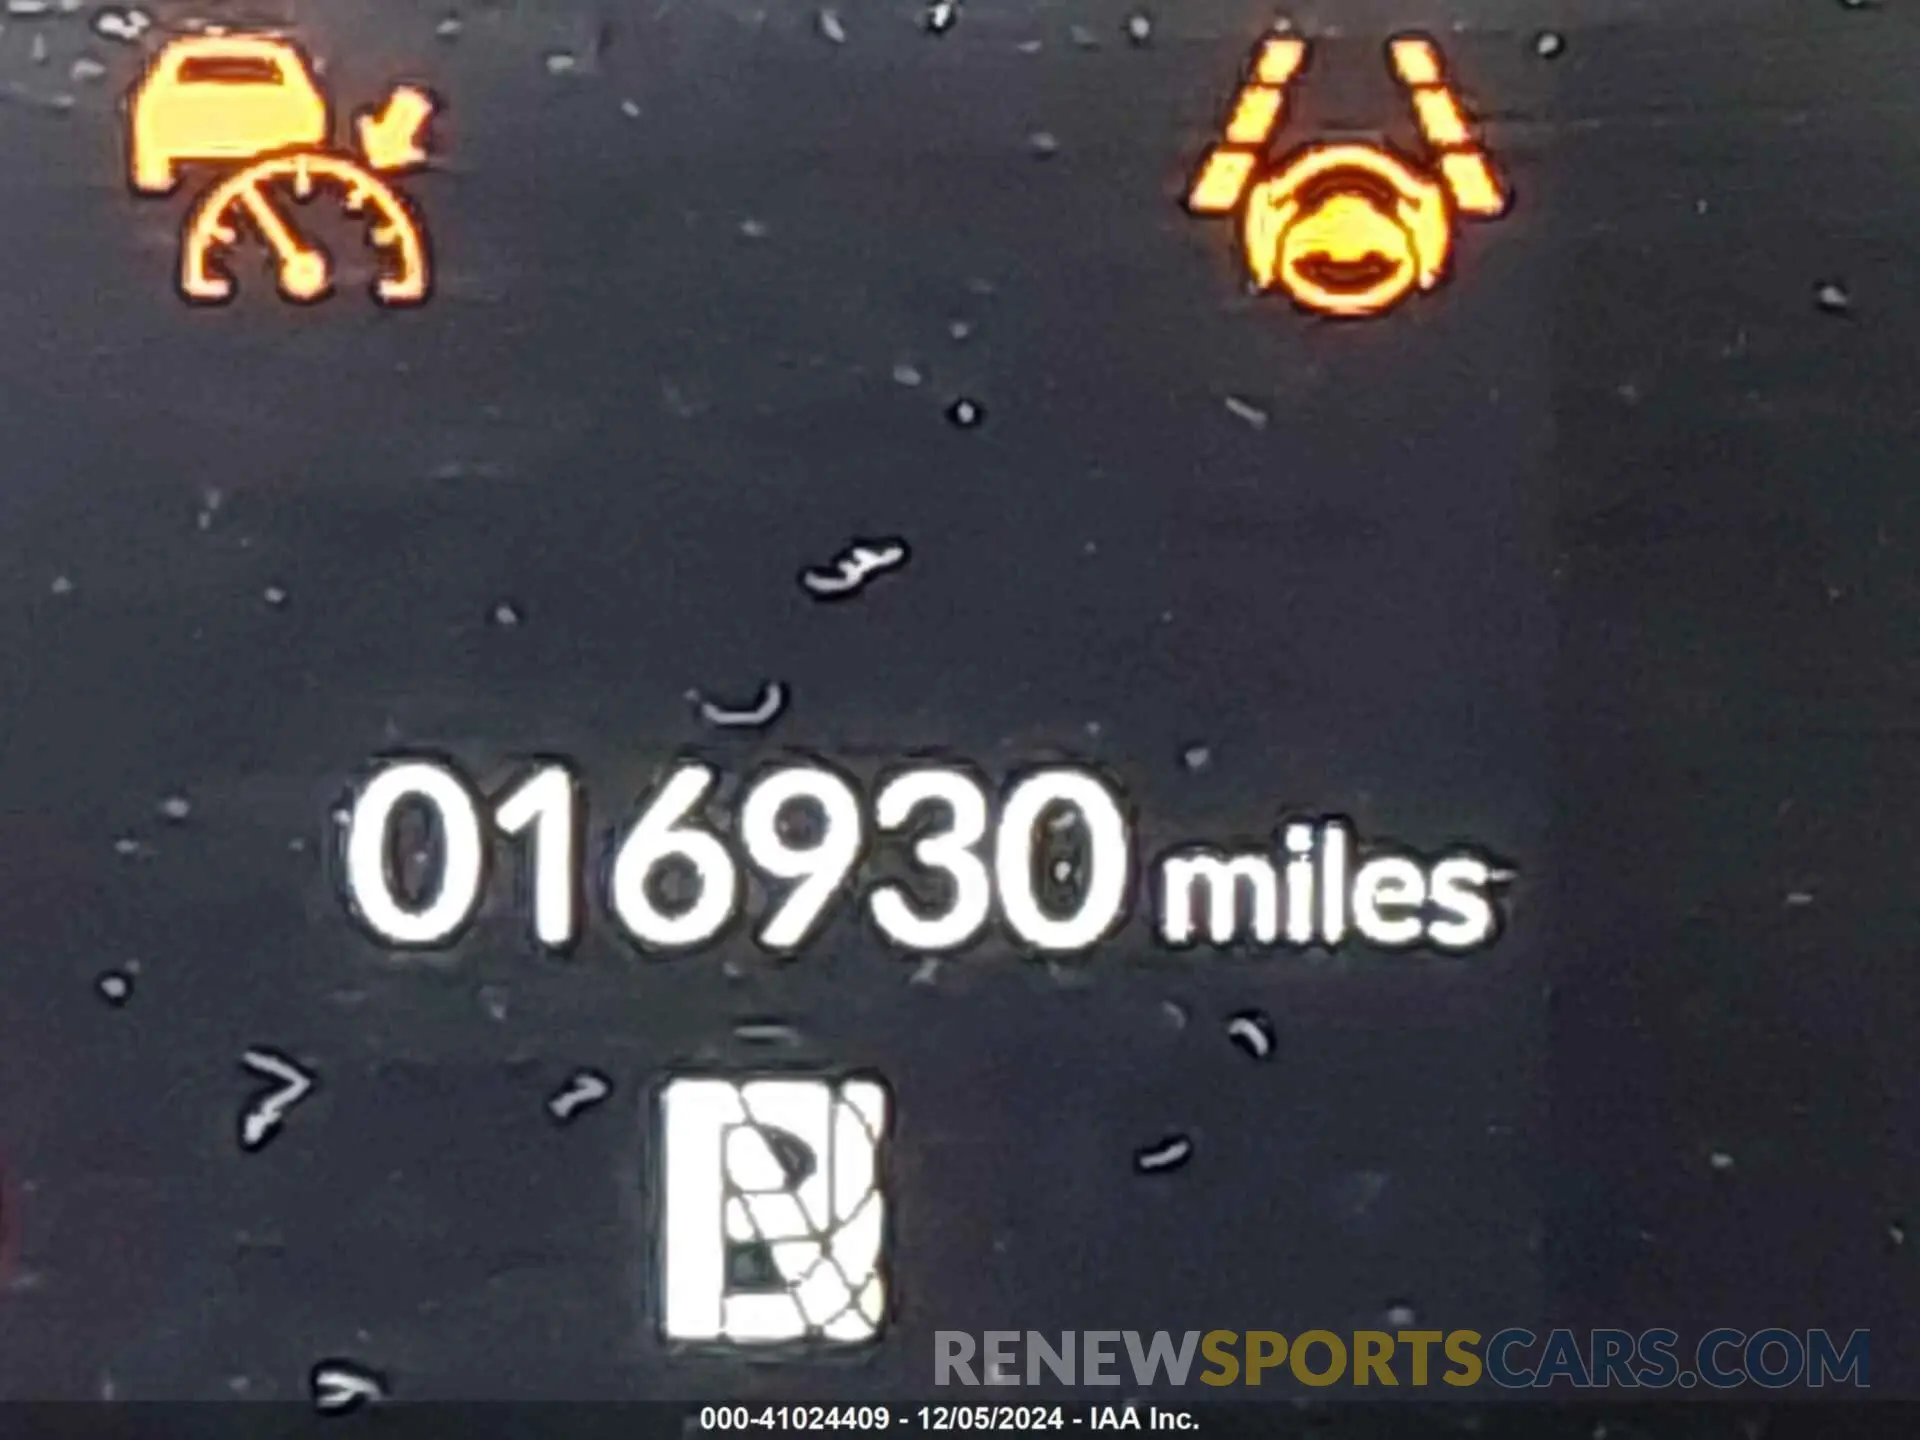 016930 miles
RENEWSPORTSCARS.COM
000-41024409 - 12/05/2024 - IAA Inc.